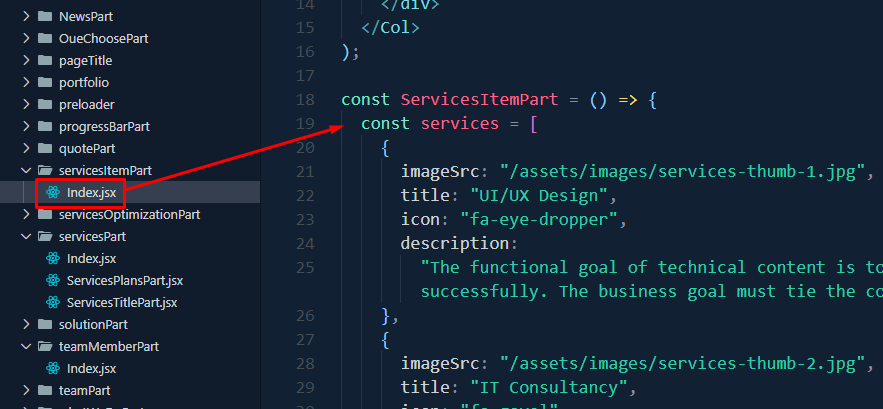 NewsPart
OueChoosePart
pageTitle
portfolio
preloader
progressBarPart
quotePart
servicesItemPart
Index.jsx
servicesOptimizationPart
servicesPart
Index.jsx
ServicesPlansPart.jsx
ServicesTitlePart.jsx
solutionPart
teamMemberPart
Index.jsx
teamPart
14 </div>
15 </Col>
16 );
17
18 const ServicesItemPart = () => {
19 const services = [
20 {
21 imageSrc: "/assets/images/services-thumb-1.jpg",
22 title: "UI/UX Design",
23 icon: "fa-eye-dropper",
24 description:
25 "The functional goal of technical content is to
successfully. The business goal must tie the co
26 },
27 {
28 imageSrc: "/assets/images/services-thumb-2.jpg",
29 title: "IT Consultancy",